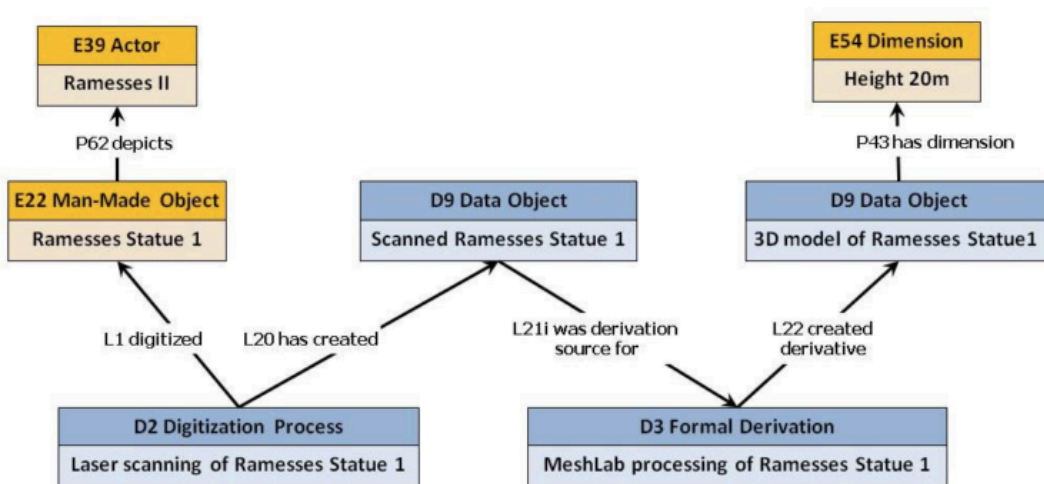 E39 Actor
Ramesses II
E54 Dimension
Height 20m
P62 depicts
P43 has dimension
E22 Man-Made Object
Ramesses Statue 1
D9 Data Object
Scanned Ramesses Statue 1
D9 Data Object
3D model of Ramesses Statue1
L1 digitized
L20 has created
L21i was derivation
source for
L22 created
derivative
D2 Digitization Process
Laser scanning of Ramesses Statue 1
D3 Formal Derivation
MeshLab processing of Ramesses Statue 1